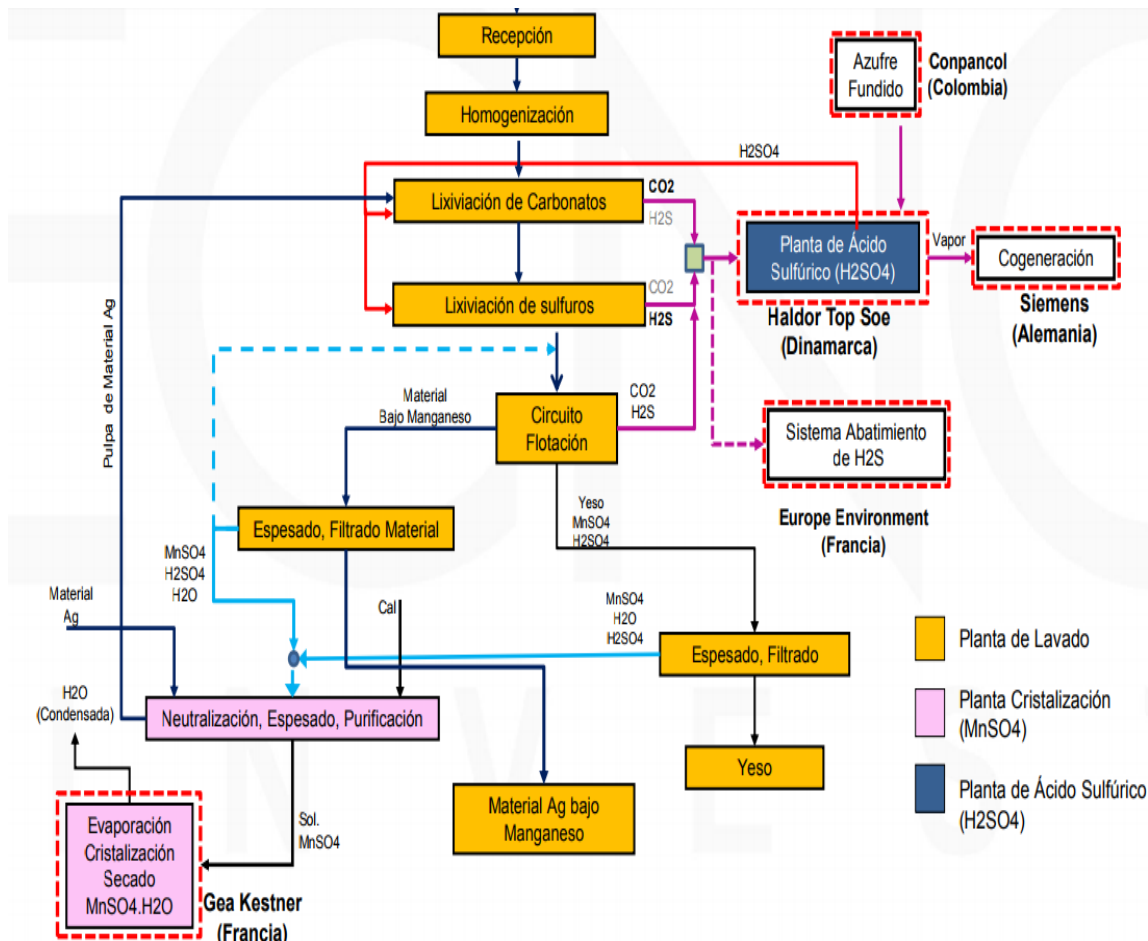 Recepción
Azufre
Fundido
Conpancol
(Colombia)
Homogenización
H2SO4
Lixiviación de Carbonatos
CO2
H2S
Planta de Ácido
Sulfúrico (H2SO4)
Vapor
Cogeneración
Lixiviación de sulfuros
CO2
H2S
Haldor Top Soe
(Dinamarca)
Siemens
(Alemania)
Pulpa de Material Ag
Material
Bajo Manganeso
Circuito
Flotación
CO2
H2S
Sistema Abatimiento
de H2S
Europe Environment
(Francia)
Yeso
MnSO4
H2SO4
Espesado, Filtrado Material
MnSO4
H2SO4
H2O
Material
Ag
Cal
MnSO4
H2O
H2SO4
Espesado, Filtrado
Planta de Lavado
H2O
(Condensada)
Neutralización, Espesado, Purificación
Planta Cristalización
(MnSO4)
Yeso
Planta de Ácido Sulfúrico
(H2SO4)
Material Ag bajo
Manganeso
Sol.
MnSO4
Evaporación
Cristalización
Secado
MnSO4.H2O
Gea Kestner
(Francia)